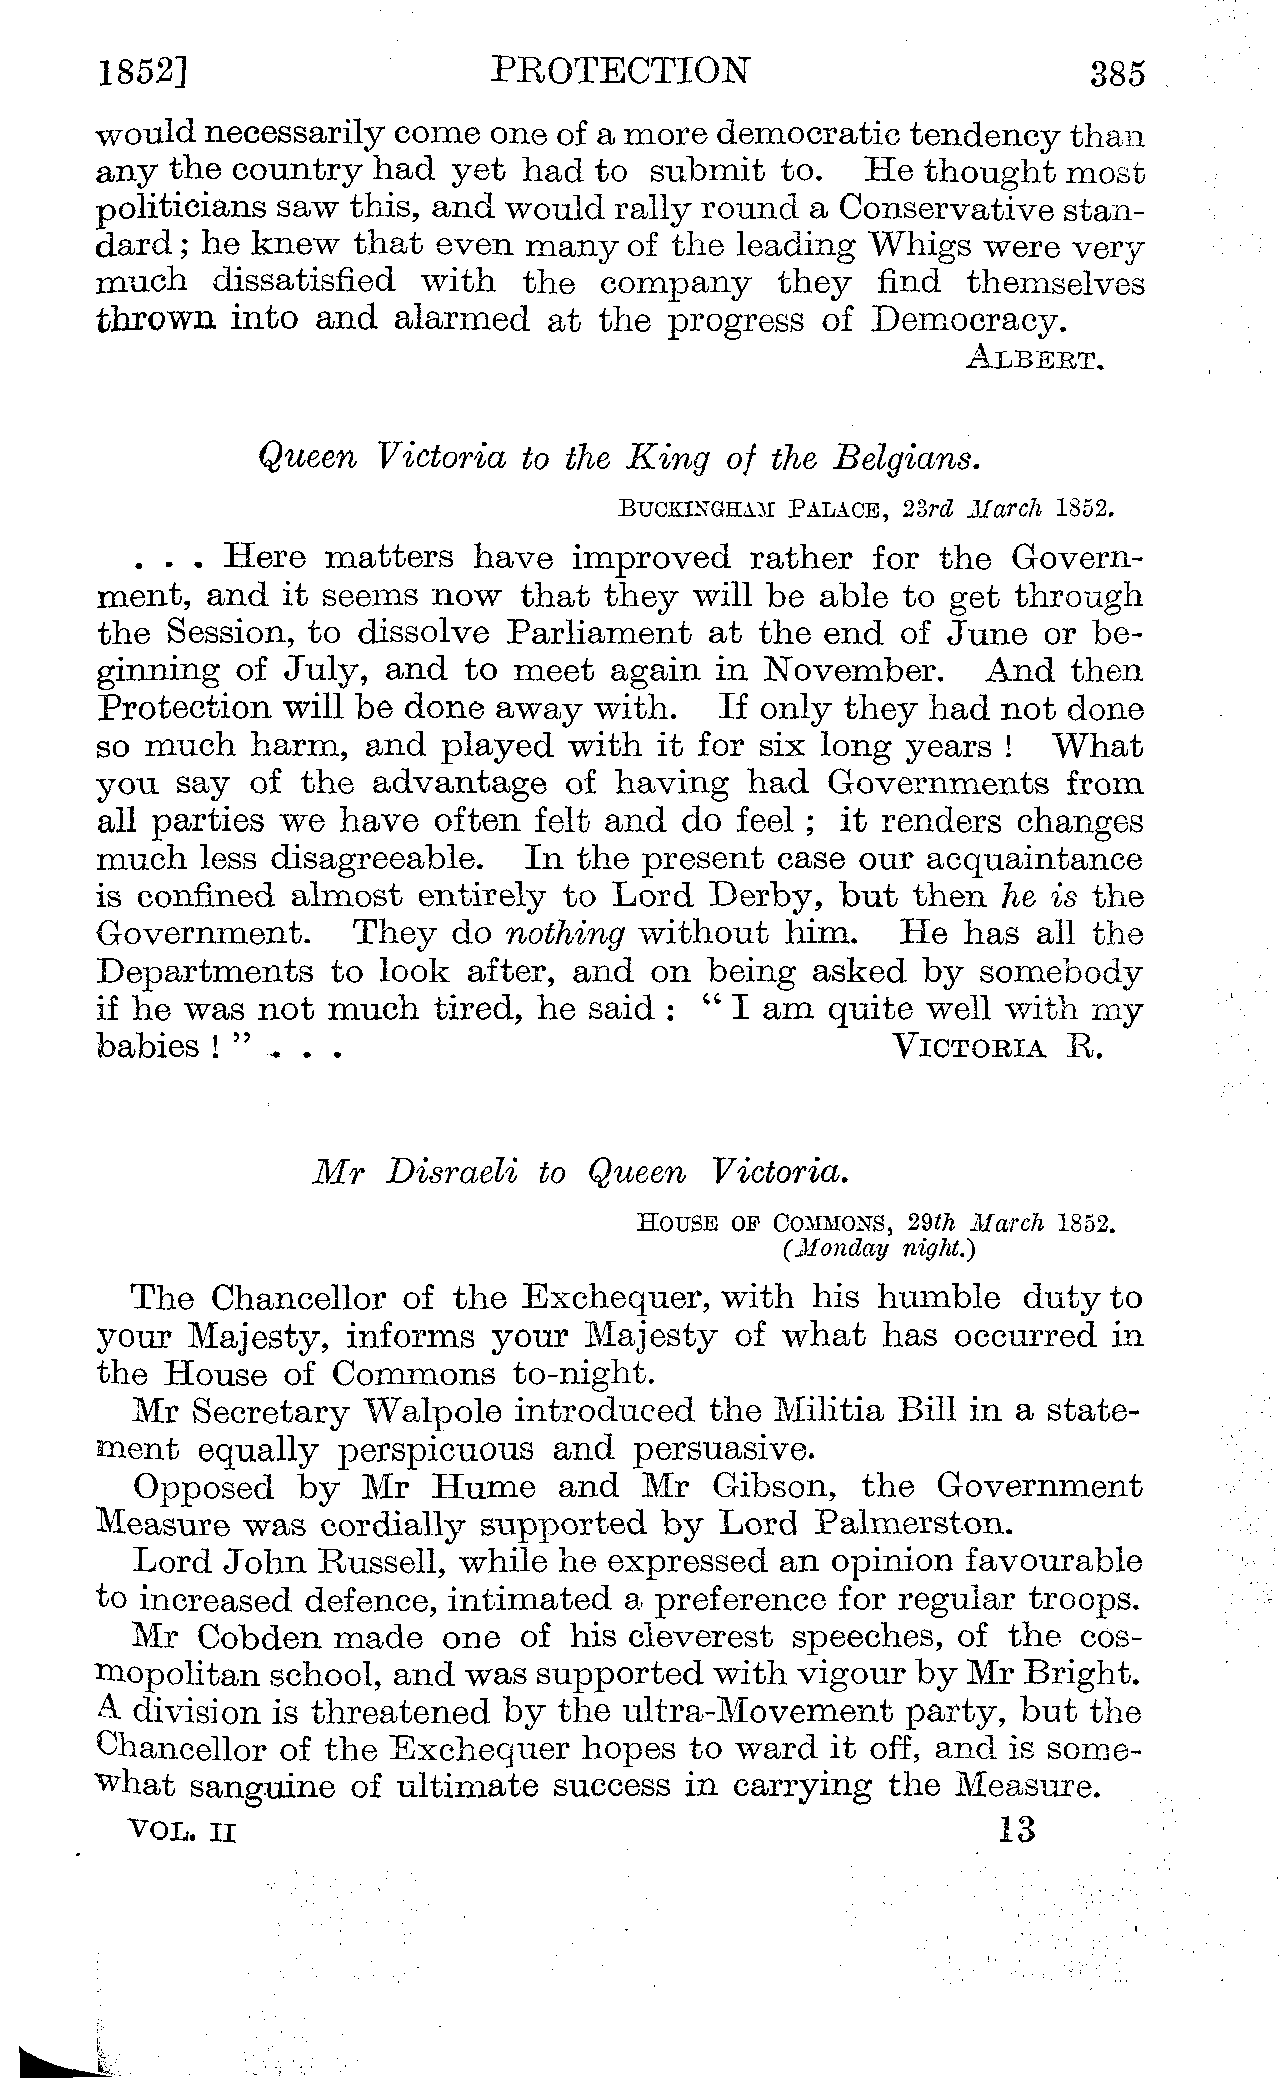 1852] PROTECTION 385
would necessarily come one of a more democratic tendency than
any the country had yet had to submit to. He thought most
politicians saw this, and would rally round a Conservative stan-
dard ; he knew that even many of the leading Whigs were very
much dissatisfied with the company they find themselves
thrown into and alarmed at the progress of Democracy.
ALBERT.
Queen Victoria to the King of the Belgians.
BUCKINGHAM PALACE, 23rd March 1852.
. . . Here matters have improved rather for the Govern-
ment, and it seems now that they will be able to get through
the Session, to dissolve Parliament at the end of June or be-
ginning of July, and to meet again in November. And then
Protection will be done away with. If only they had not done
so much harm, and played with it for six long years ! What
you say of the advantage of having had Governments from
all parties we have often felt and do feel ; it renders changes
much less disagreeable. In the present case our acquaintance
is confined almost entirely to Lord Derby, but then he is the
Government. They do nothing without him. He has all the
Departments to look after, and on being asked by somebody
if he was not much tired, he said : “ I am quite well with my
babies ! ” . . . VICTORIA R.
Mr Disraeli to Queen Victoria.
HOUSE OF COMMONS, 29th March 1852.
(Monday night.)
The Chancellor of the Exchequer, with his humble duty to
your Majesty, informs your Majesty of what has occurred in
the House of Commons to-night.
Mr Secretary Walpole introduced the Militia Bill in a state-
ment equally perspicuous and persuasive.
Opposed by Mr Hume and Mr Gibson, the Government
Measure was cordially supported by Lord Palmerston.
Lord John Russell, while he expressed an opinion favourable
to increased defence, intimated a preference for regular troops.
Mr Cobden made one of his cleverest speeches, of the cos-
mopolitan school, and was supported with vigour by Mr Bright.
A division is threatened by the ultra-Movement party, but the
Chancellor of the Exchequer hopes to ward it off, and is some-
what sanguine of ultimate success in carrying the Measure.
VOL. II 13